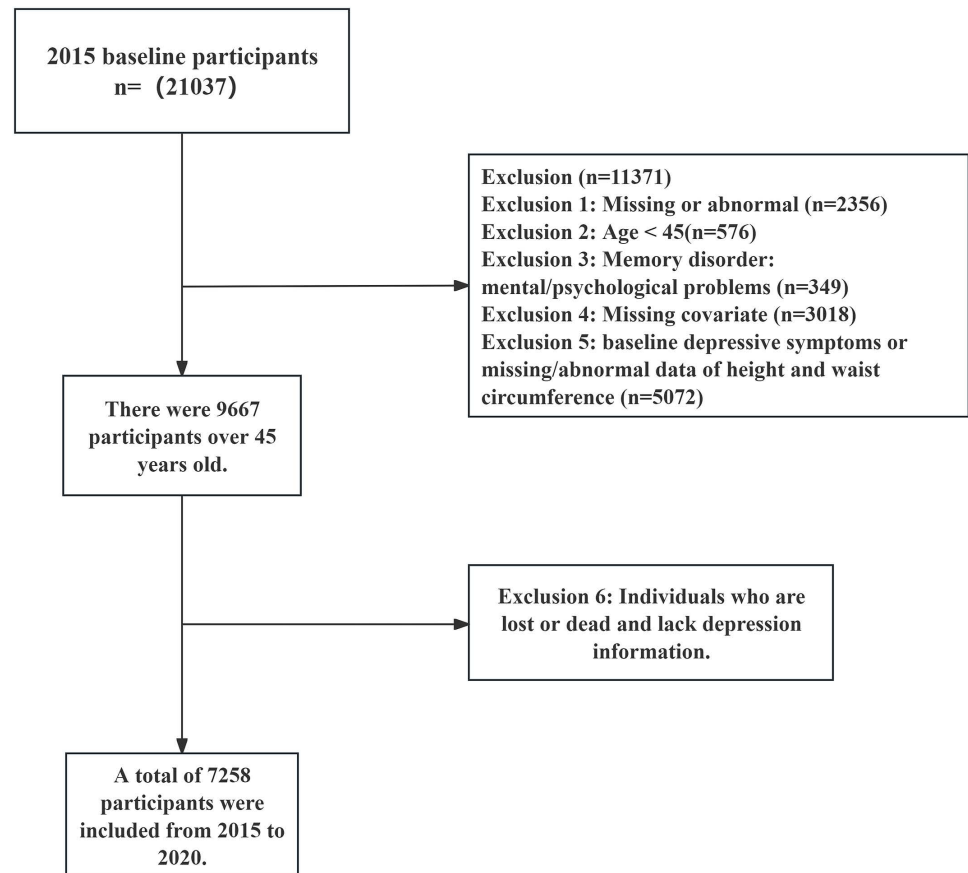 2015 baseline participants
n=（21037）
Exclusion (n=11371)
Exclusion 1: Missing or abnormal (n=2356)
Exclusion 2: Age < 45(n=576)
Exclusion 3: Memory disorder:
mental/psychological problems (n=349)
Exclusion 4: Missing covariate (n=3018)
Exclusion 5: baseline depressive symptoms or
missing/abnormal data of height and waist
circumference (n=5072)
There were 9667
participants over 45
years old.
Exclusion 6: Individuals who are
lost or dead and lack depression
information.
A total of 7258
participants were
included from 2015 to
2020.